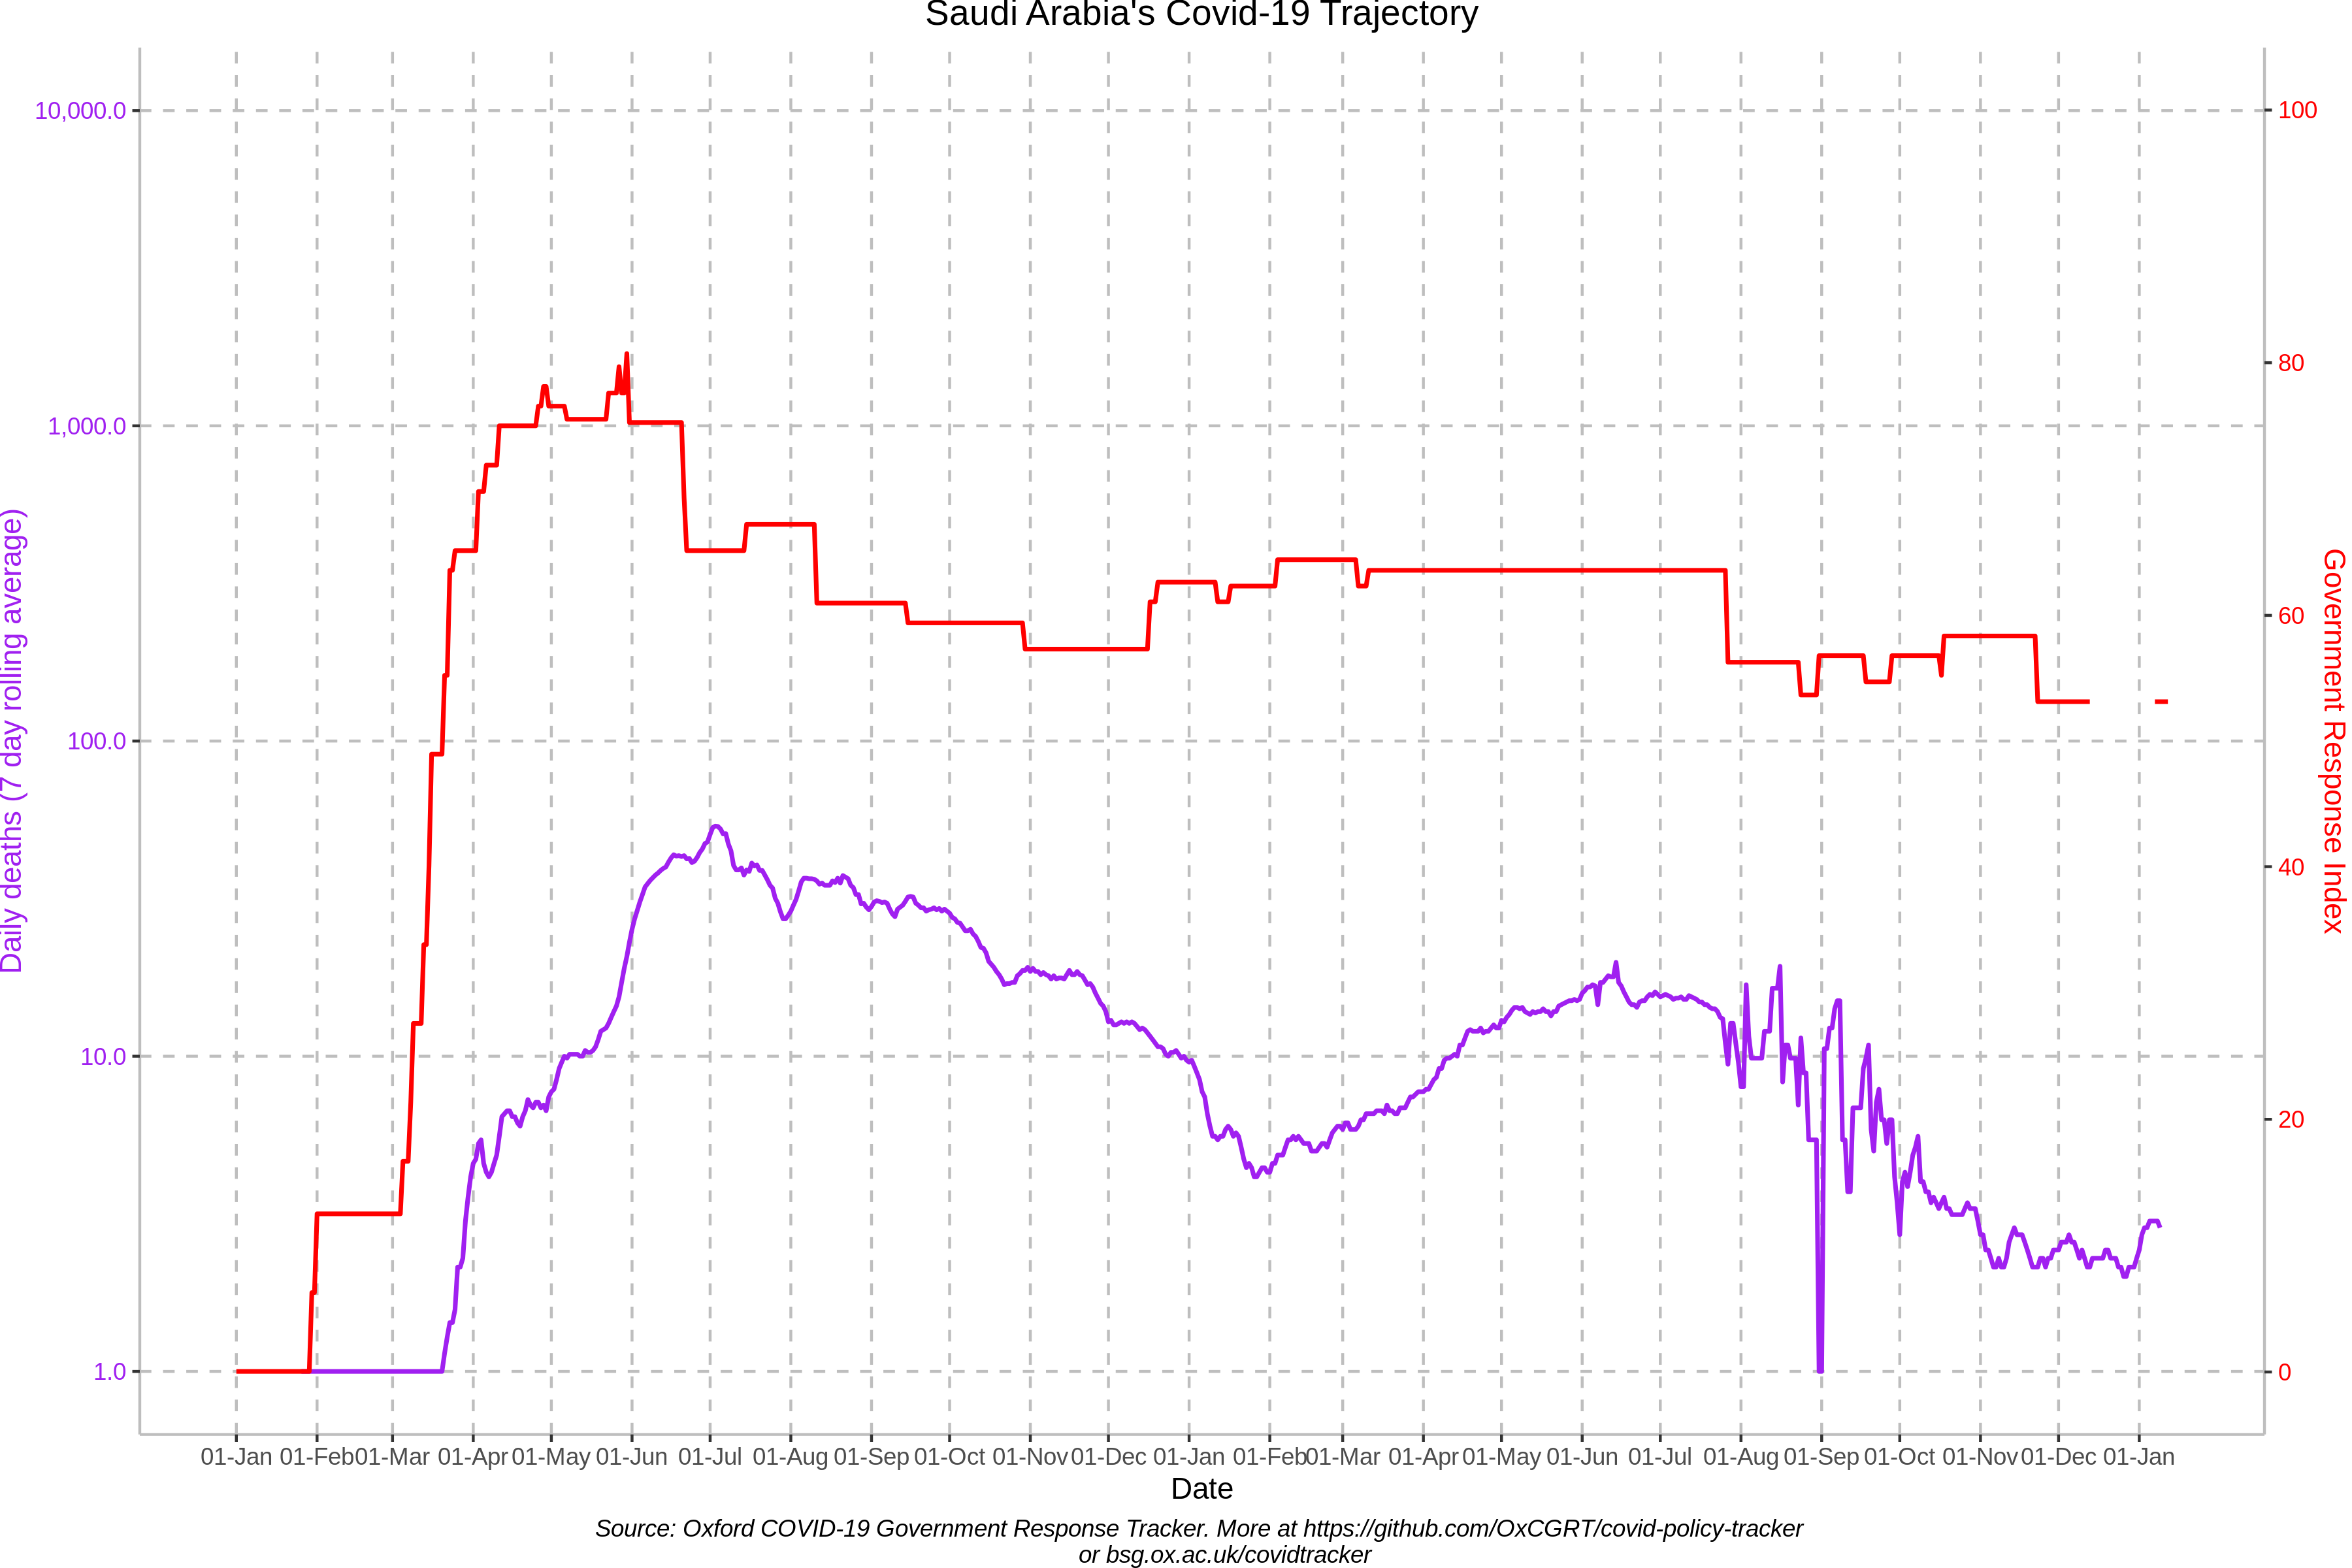 Saudi Arabia's Covid-19 Trajectory
10,000.0
1,000.0
100.0
10.0
1.0
Daily deaths (7 day rolling average)
100
80
60
40
20
0
Government Response Index
01-Jan 01-Feb 01-Mar 01-Apr 01-May 01-Jun 01-Jul 01-Aug 01-Sep 01-Oct 01-Nov 01-Dec 01-Jan 01-Feb 01-Mar 01-Apr 01-May 01-Jun 01-Jul 01-Aug 01-Sep 01-Oct 01-Nov 01-Dec 01-Jan
Date
Source: Oxford COVID-19 Government Response Tracker. More at https://github.com/OxCGRT/covid-policy-tracker
or bsg.ox.ac.uk/covidtracker